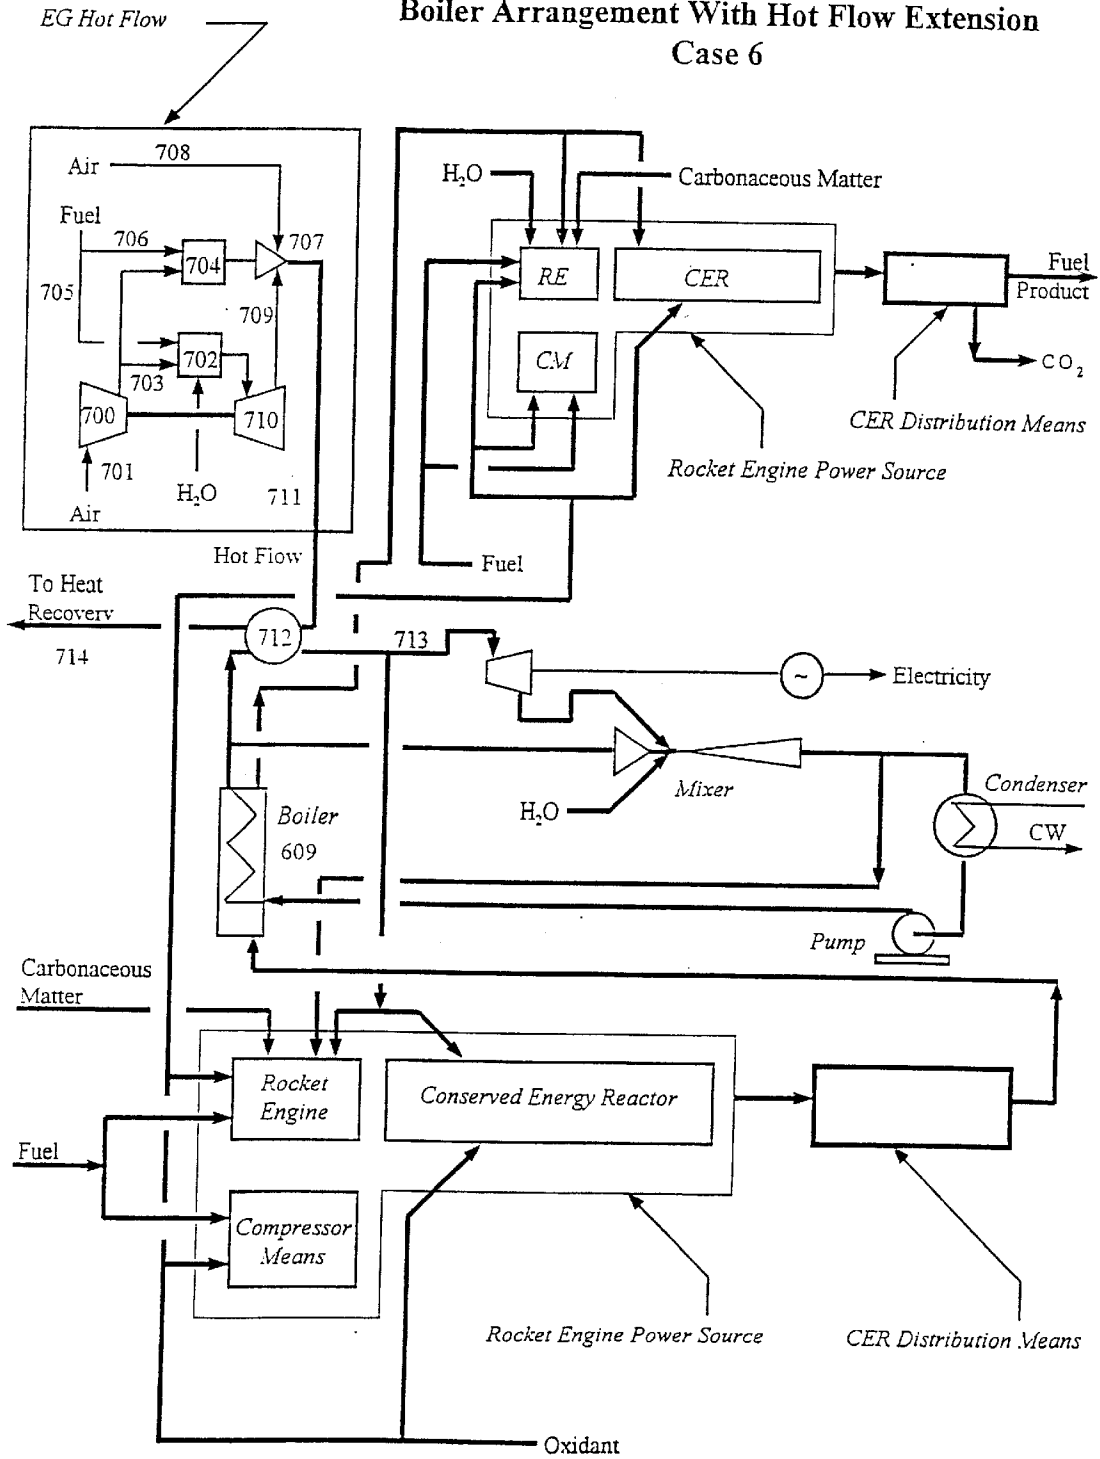 EG Hot Flow
Boiler Arrangement With Hot Flow Extension
Case 6
Air
708
Fuel
706
704
707
705
709
702
703
700
710
701
H₂O
711
Air
Hot Flow
H₂O
Carbonaceous Matter
RE
CER
CM
Fuel
Product
CO₂
CER Distribution Means
Rocket Engine Power Source
Fuel
To Heat
Recovery
714
712
713
~
Electricity
Mixer
H₂O
Condenser
CW
Boiler
609
Pump
Carbonaceous
Matter
Rocket
Engine
Conserved Energy Reactor
Fuel
Compressor
Means
Rocket Engine Power Source
CER Distribution Means
Oxidant